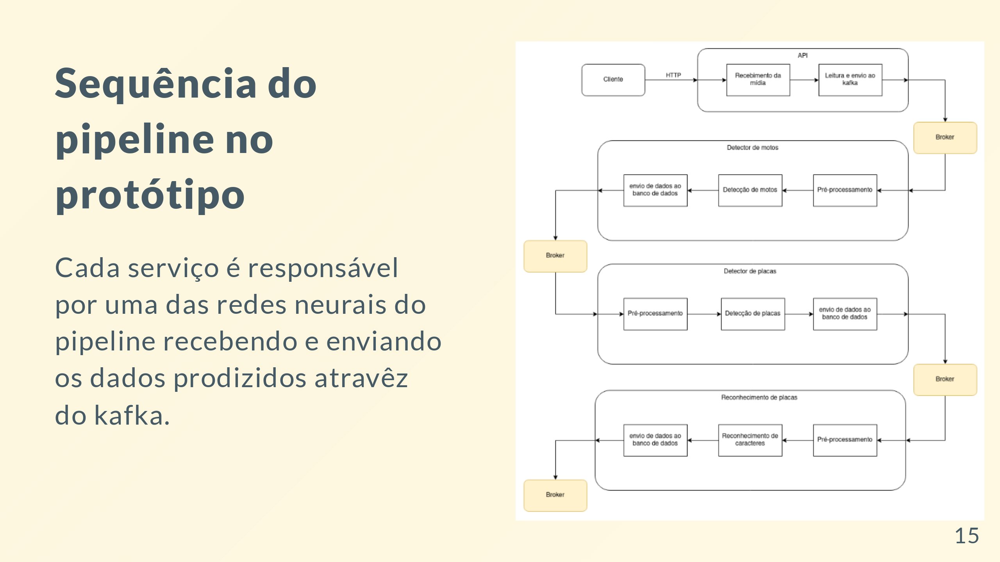 Sequência do
pipeline no
protótipo
Cada serviço é responsável
por uma das redes neurais do
pipeline recebendo e enviando
os dados prodizidos atravêz
do kafka.
API
Cliente
HTTP
Recebimento da
mídia
Leitura e envio ao
kafka
Broker
Detector de motos
envio de dados ao
banco de dados
Detecção de motos
Pré-processamento
Broker
Detector de placas
Pré-processamento
Detecção de placas
envio de dados ao
banco de dados
Broker
Reconhecimento de placas
envio de dados ao
banco de dados
Reconhecimento de
caracteres
Pré-processamento
Broker
15